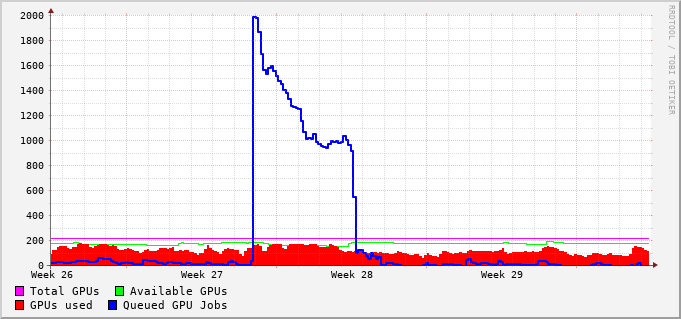 2000
1800
1600
1400
1200
1000
800
600
400
200
0
Week 26 Week 27 Week 28 Week 29
Total GPUs Available GPUs
GPUs used Queued GPU Jobs
RRDTOOL / TOBI OETIKER